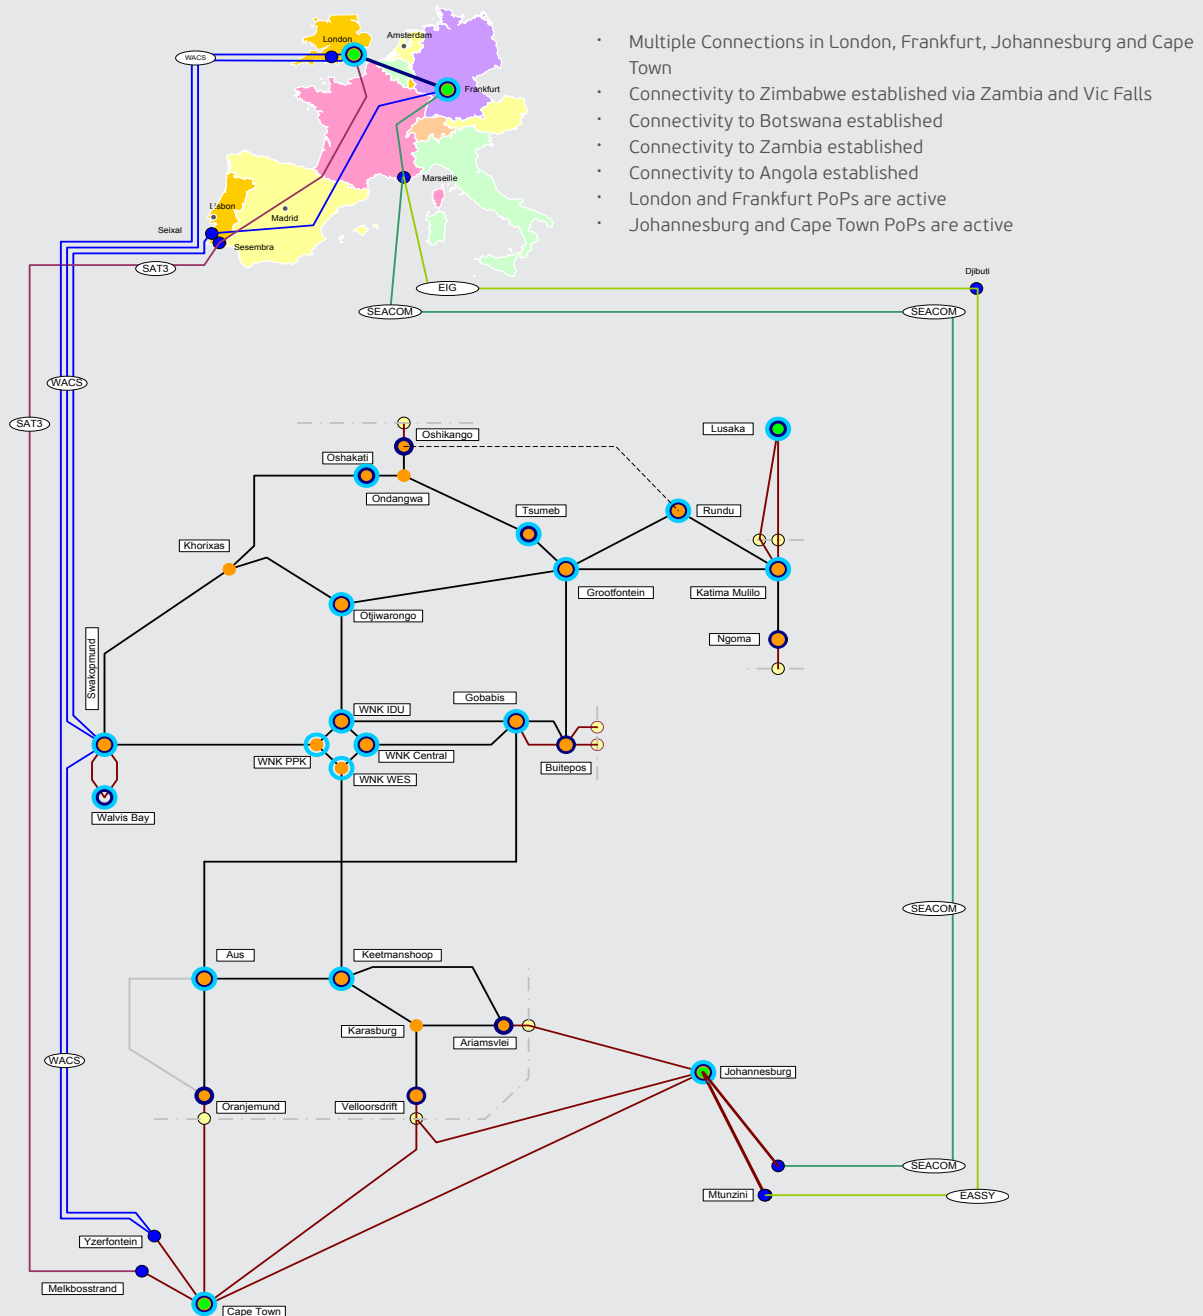 London
Amsterdam
WACS
Frankfurt
Marseille
Lisbon
Madrid
Seixal
Sesembra
SAT3
EIG
SEACOM
SEACOM
Djibuti
· Multiple Connections in London, Frankfurt, Johannesburg and Cape
Town
· Connectivity to Zimbabwe established via Zambia and Vic Falls
· Connectivity to Botswana established
· Connectivity to Zambia established
· Connectivity to Angola established
· London and Frankfurt PoPs are active
· Johannesburg and Cape Town PoPs are active
WACS
SAT3
Oshikango
Lusaka
Oshakati
Ondangwa
Tsumeb
Rundu
Khorixas
Grootfontein
Katima Mulilo
Otjiwarongo
Ngoma
Swakopmund
WNK IDU
Gobabis
WNK PPK
WNK Central
Buitepos
WNK WES
Walvis Bay
SEACOM
Aus
Keetmanshoop
Karasburg
Ariamsvlei
WACS
Johannesburg
Oranjemund
Velloorsdrift
SEACOM
Mtunzini
EASSY
Yzerfontein
Melkbosstrand
Cape Town